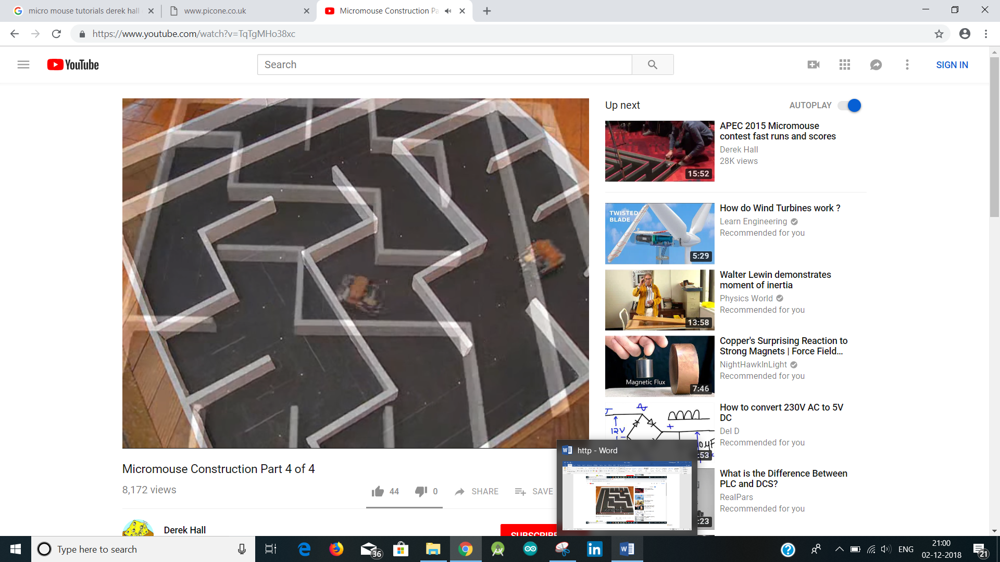 micro mouse tutorials derek hall
www.picone.co.uk
Micromouse Construction Pa
https://www.youtube.com/watch?v=TqTgMHo38xc
YouTube
Search
SIGN IN
Up next
AUTOPLAY
15:52
APEC 2015 Micromouse
contest fast runs and scores
Derek Hall
28K views
TWISTED
BLADE
5:29
How do Wind Turbines work ?
Learn Engineering
Recommended for you
13:58
Walter Lewin demonstrates
moment of inertia
Physics World
Recommended for you
Magnetic Flux
7:46
Copper's Surprising Reaction to
Strong Magnets | Force Field...
NightHawkInLight
Recommended for you
12V
:53
How to convert 230V AC to 5V
DC
Del D
Recommended for you
http - Word
:23
What is the Difference Between
PLC and DCS?
RealPars
Recommended for you
Micromouse Construction Part 4 of 4
8,172 views
44
0
SHARE
SAVE
Derek Hall
SUBSCRIBE
Type here to search
36
ENG
21:00
02-12-2018
21